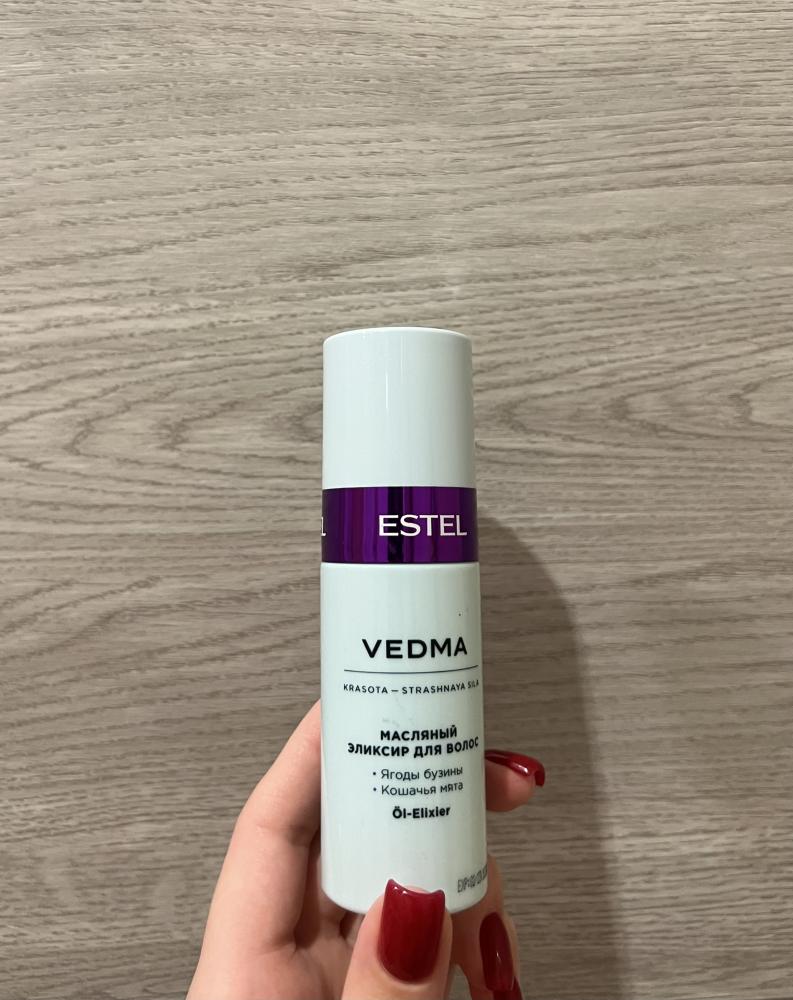 ESTEL
VEDMA
KRASOTA – STRASHNAYA SILA
МАСЛЯНЫЙ
ЭЛИКСИР ДЛЯ ВОЛОС
• Ягоды бузины
• Кошачья мята
Öl-Elixier